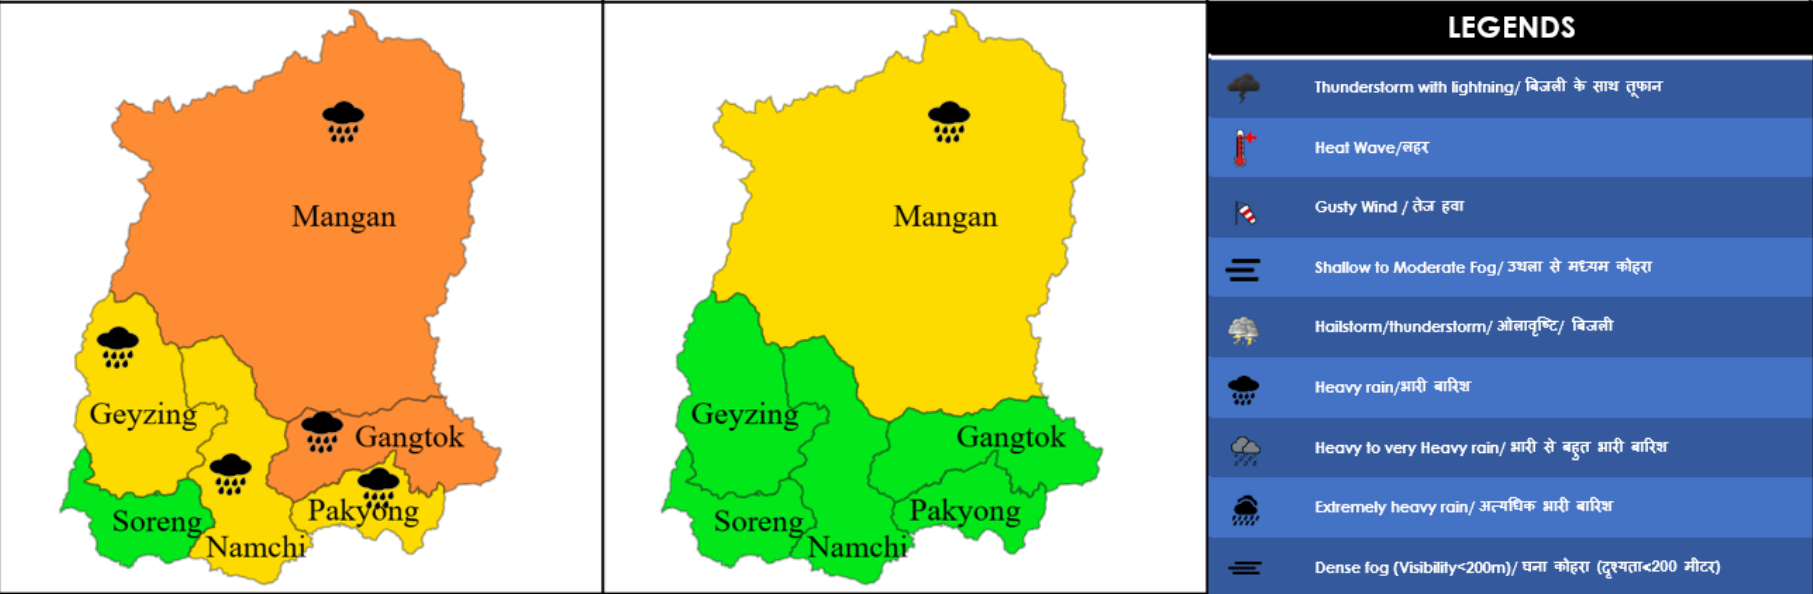 Mangan
Geyzing
Gangtok
Soreng
Pakyong
Namchi
Mangan
Geyzing
Gangtok
Soreng
Pakyong
Namchi
LEGENDS
Thunderstorm with lightning/ बिजली के साथ तूफान
Heat Wave/लहर
Gusty Wind / तेज हवा
Shallow to Moderate Fog/ उथला से मध्यम कोहरा
Hailstorm/thunderstorm/ ओलावृष्टि/ बिजली
Heavy rain/भारी बारिश
Heavy to very Heavy rain/ भारी से बहुत भारी बारिश
Extremely heavy rain/ अत्यधिक भारी बारिश
Dense fog (Visibility<200m)/ घना कोहरा (दृश्यता<200 मीटर)